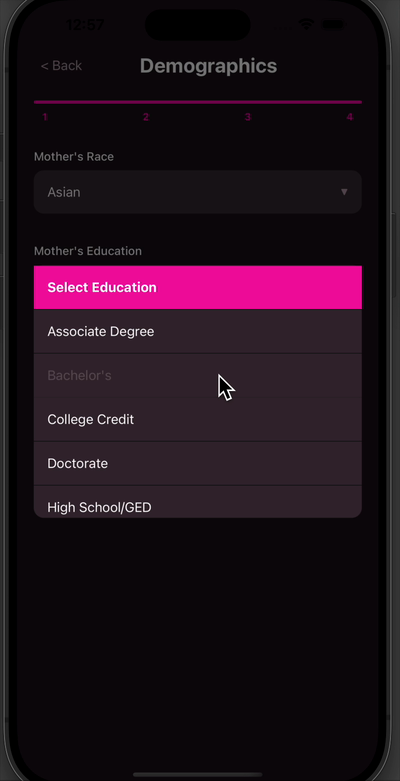 12:57
< Back
Demographics
1 2 3 4
Mother's Race
Asian
Mother's Education
Select Education
Associate Degree
Bachelor's
College Credit
Doctorate
High School/GED